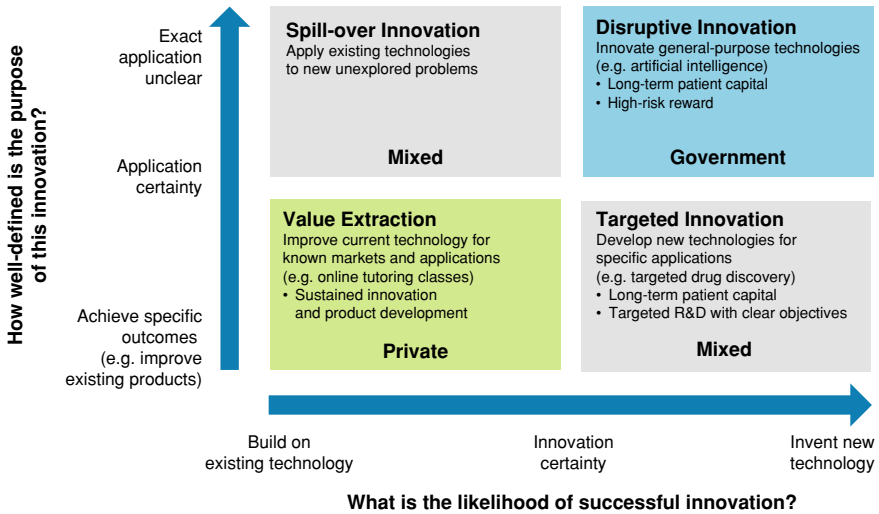 How well-defined is the purpose
of this innovation?
Exact
application
unclear
Application
certainty
Achieve specific
outcomes
(e.g. improve
existing products)
Spill-over Innovation
Apply existing technologies
to new unexplored problems
Mixed
Disruptive Innovation
Innovate general-purpose technologies
(e.g. artificial intelligence)
• Long-term patient capital
• High-risk reward
Government
Value Extraction
Improve current technology for
known markets and applications
(e.g. online tutoring classes)
• Sustained innovation
and product development
Private
Targeted Innovation
Develop new technologies for
specific applications
(e.g. targeted drug discovery)
• Long-term patient capital
• Targeted R&D with clear objectives
Mixed
Build on
existing technology
Innovation
certainty
Invent new
technology
What is the likelihood of successful innovation?